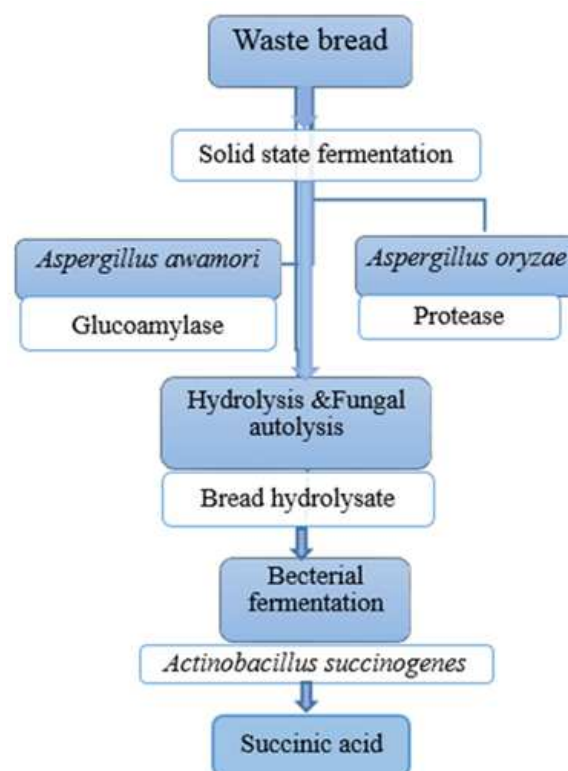 Waste bread
Solid state fermentation
Aspergillus awamori
Glucoamylase
Aspergillus oryzae
Protease
Hydrolysis &Fungal
autolysis
Bread hydrolysate
Becterial
fermentation
Actinobacillus succinogenes
Succinic acid